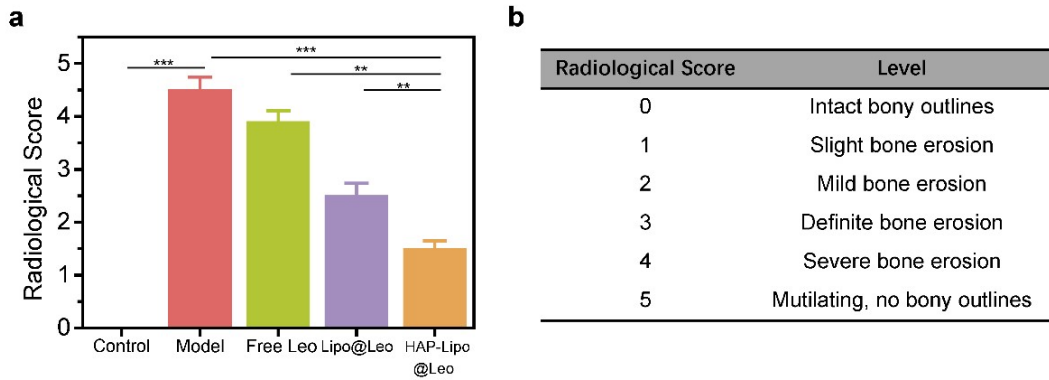 a
Radiological Score
5
4
3
2
1
0
***
***
**
**
Control Model Free Leo Lipo@Leo HAP-Lipo
@Leo
b
Radiological Score Level
0 Intact bony outlines
1 Slight bone erosion
2 Mild bone erosion
3 Definite bone erosion
4 Severe bone erosion
5 Mutilating, no bony outlines